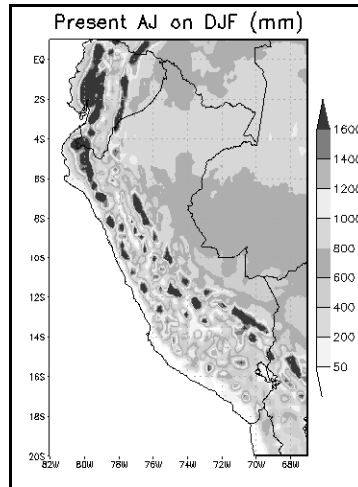 Present AJ on DJF (mm)
EQ
2S
4S
6S
8S
10S
12S
14S
16S
18S
20S
82W 80W 78W 76W 74W 72W 70W 68W
1600
1400
1200
1000
800
600
400
200
50